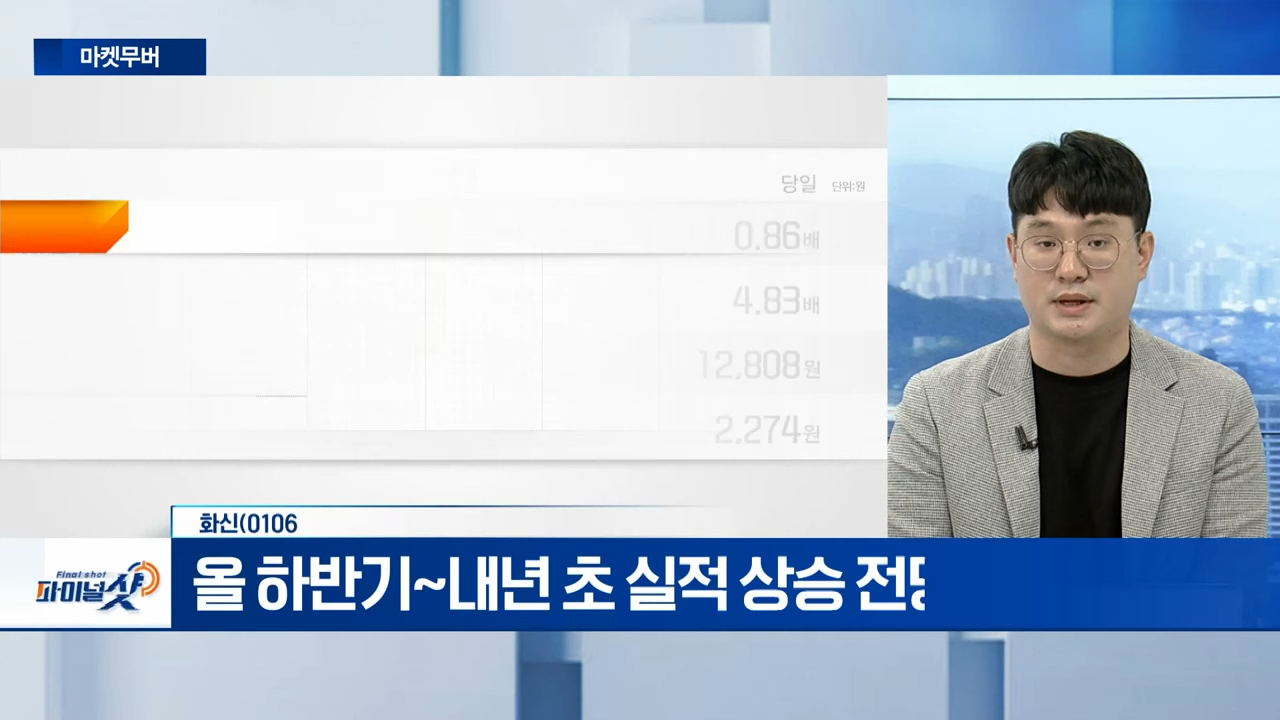 마켓무버
당일 단위:원
0.86배
4.83배
12,808원
2,274원
화신(0106
Final shot
파이널샷
올 하반기~내년 초 실적 상승